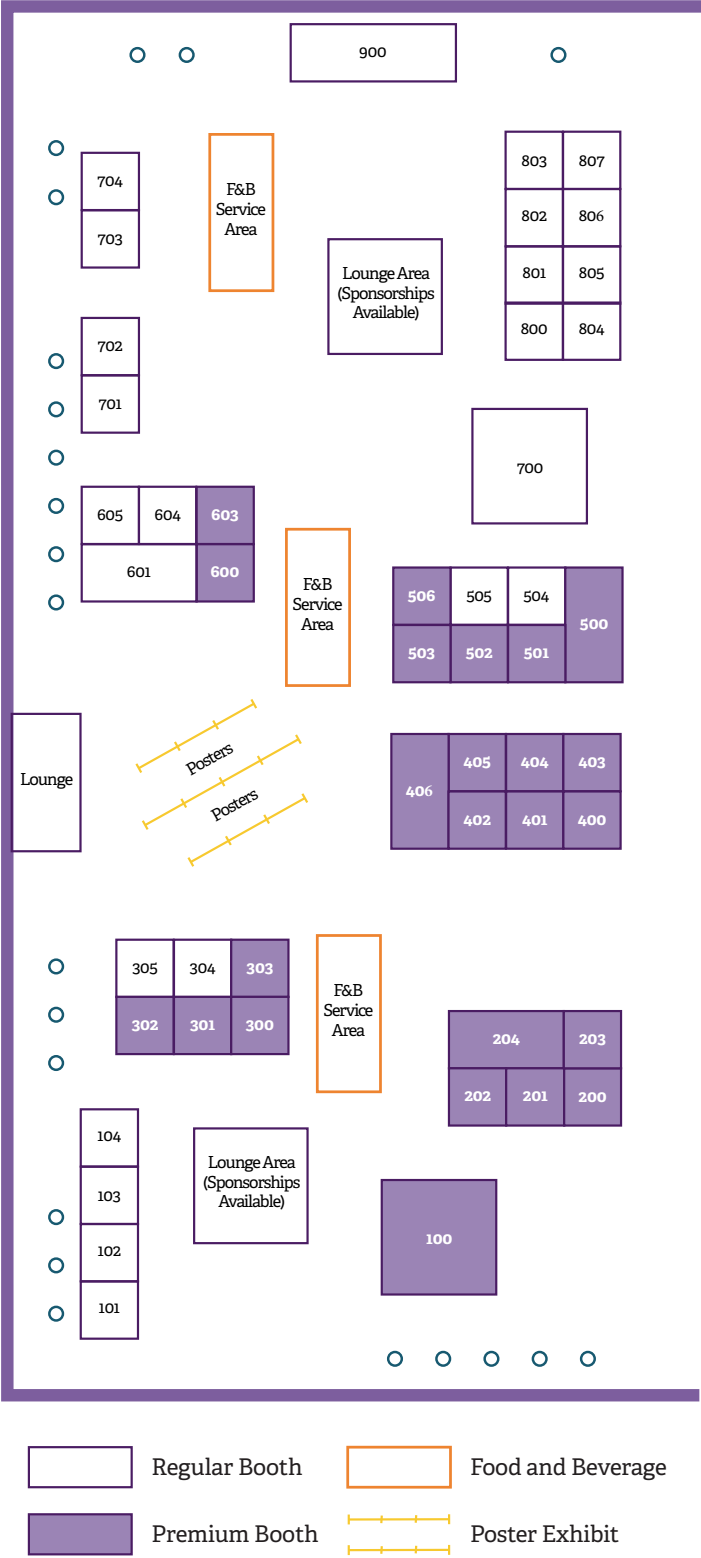 900
803 807
704
F&B
Service
Area
802 806
703
Lounge Area
(Sponsorships
Available)
801 805
800 804
702
701
700
605 604 603
601 600
F&B
Service
Area
506 505 504 500
503 502 501
Posters
Posters
Lounge
406 405 404 403
402 401 400
305 304 303
302 301 300
F&B
Service
Area
204 203
202 201 200
104
103
102
101
Lounge Area
(Sponsorships
Available)
100
Regular Booth
Food and Beverage
Premium Booth
Poster Exhibit